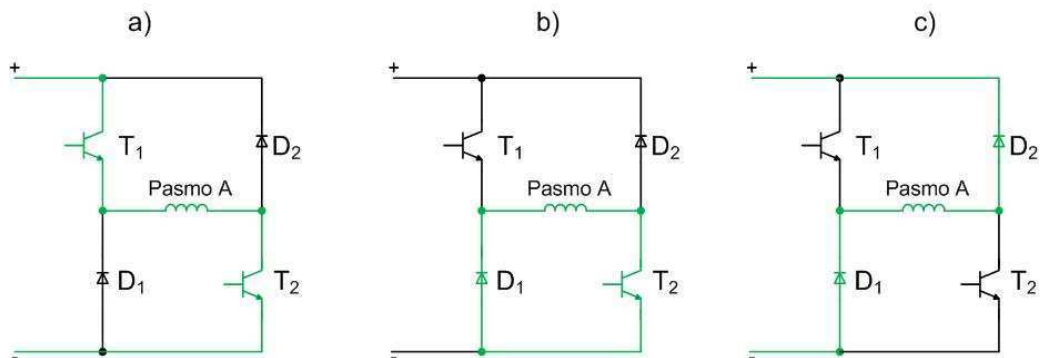 a)
b)
c)
+
+
+
T1
D2
T1
D2
T1
D2
Pasmo A
Pasmo A
Pasmo A
D1
T2
D1
T2
D1
T2
-
-
-